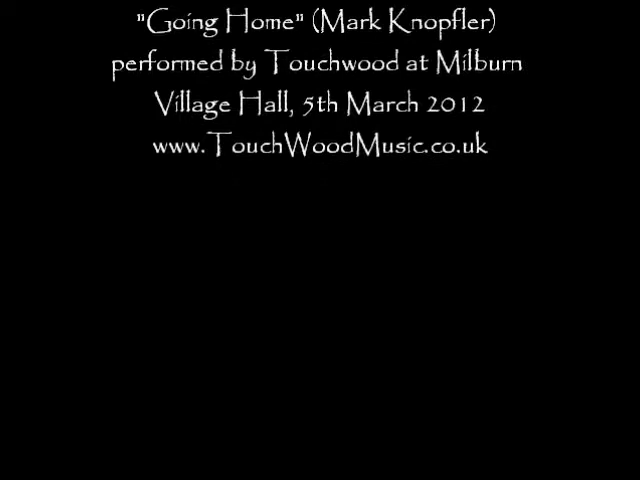 "Going Home" (Mark Knopfler)
performed by Touchwood at Milburn
Village Hall, 5th March 2012
www.TouchWoodMusic.co.uk